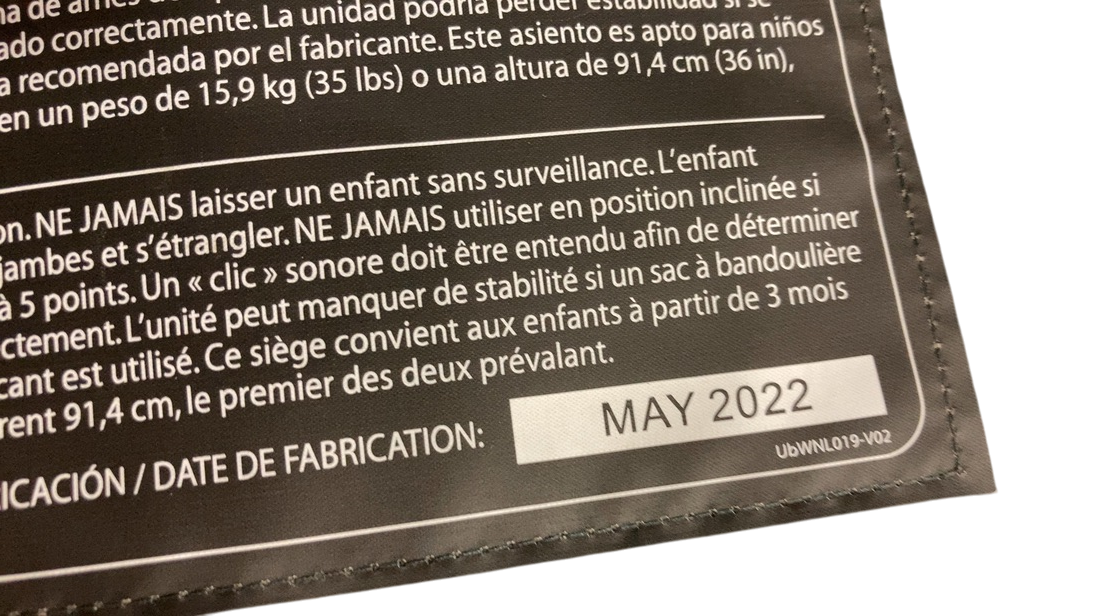 ado correctamente. La unidad podría perder estabilidad si se
a recomendada por el fabricante. Este asiento es apto para niños
en un peso de 15,9 kg (35 lbs) o una altura de 91,4 cm (36 in),
on. NE JAMAIS laisser un enfant sans surveillance. L’enfant
jambes et s’étrangler. NE JAMAIS utiliser en position inclinée si
à 5 points. Un « clic » sonore doit être entendu afin de déterminer
ctement. L’unité peut manquer de stabilité si un sac à bandoulière
cant est utilisé. Ce siège convient aux enfants à partir de 3 mois
rent 91,4 cm, le premier des deux prévalant.
ICACIÓN / DATE DE FABRICATION: MAY 2022
UbWNL019-V02